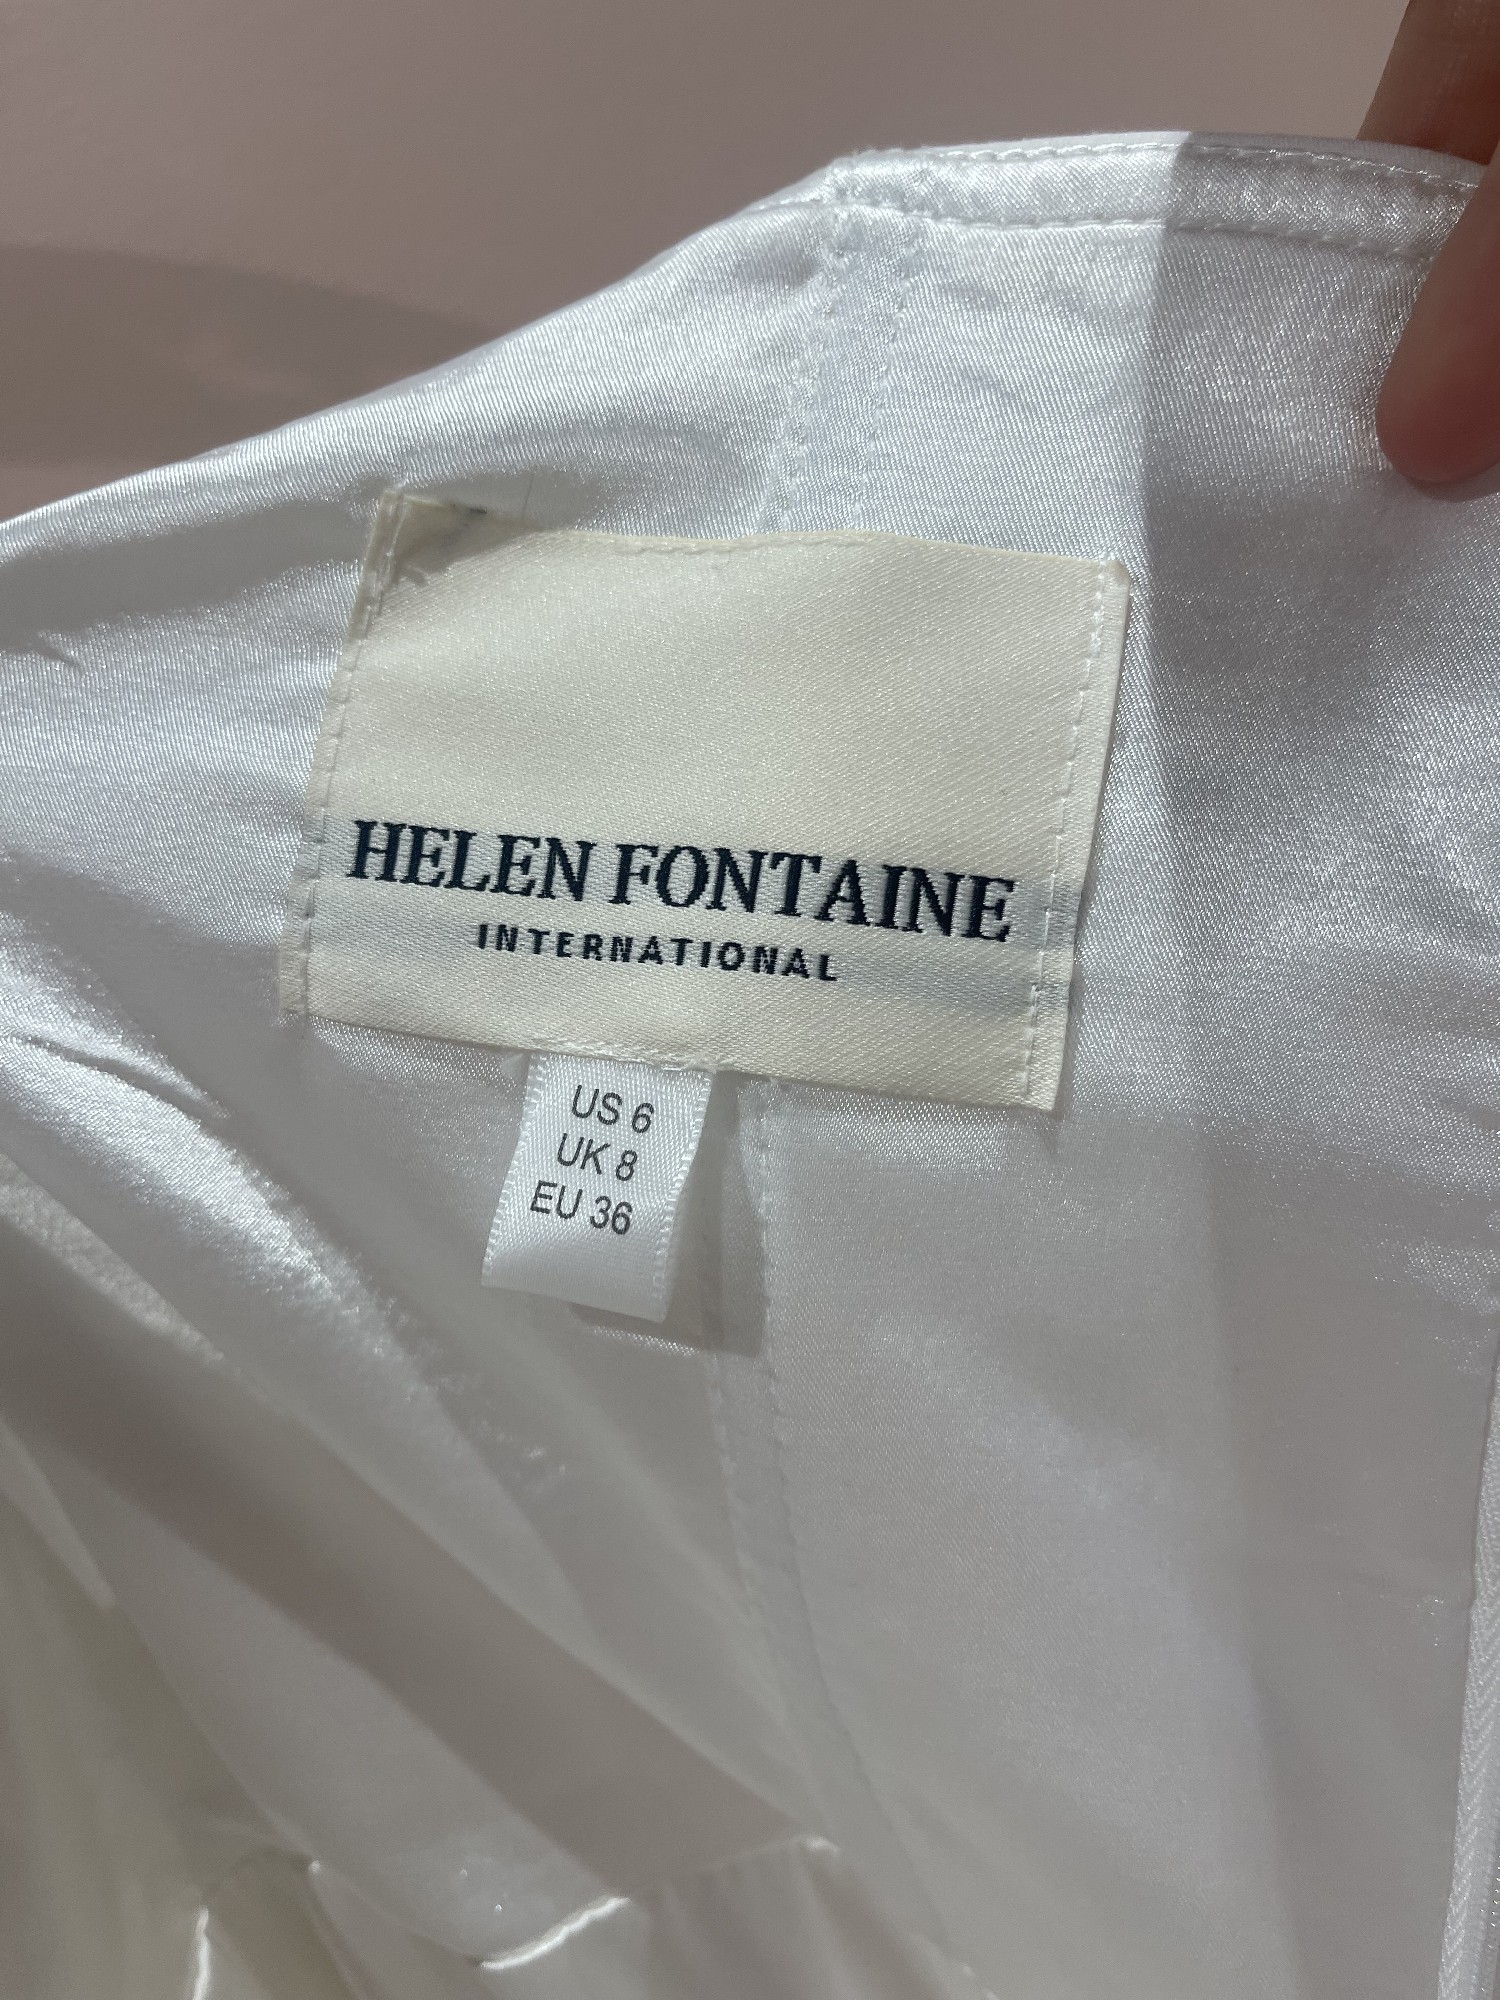 HELEN FONTAINE
INTERNATIONAL
US 6
UK 8
EU 36